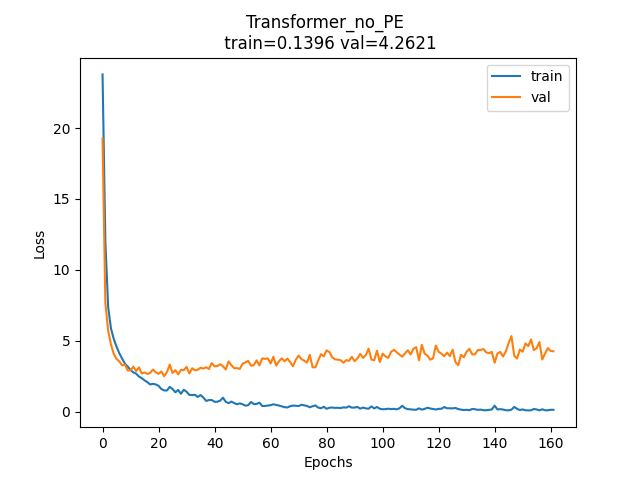 Transformer_no_PE
train=0.1396 val=4.2621
train
val
20
15
10
5
0
Loss
0 20 40 60 80 100 120 140 160
Epochs